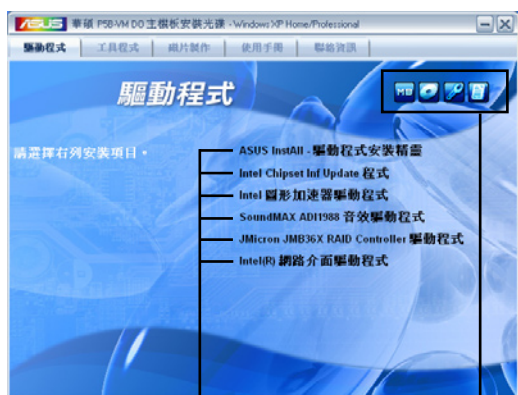 ASUS 華碩 P5B-VM DO 主機板安裝光碟 - Windows XP Home/Professional
驅動程式 工具程式 磁片製作 使用手冊 聯絡資訊
驅動程式
MB
請選擇右列安裝項目。
ASUS InstAll - 驅動程式安裝精靈
Intel Chipset Inf Update 程式
Intel 圖形加速器驅動程式
SoundMAX ADI1988 音效驅動程式
JMicron JMB36X RAID Controller 驅動程式
Intel(R) 網路介面驅動程式